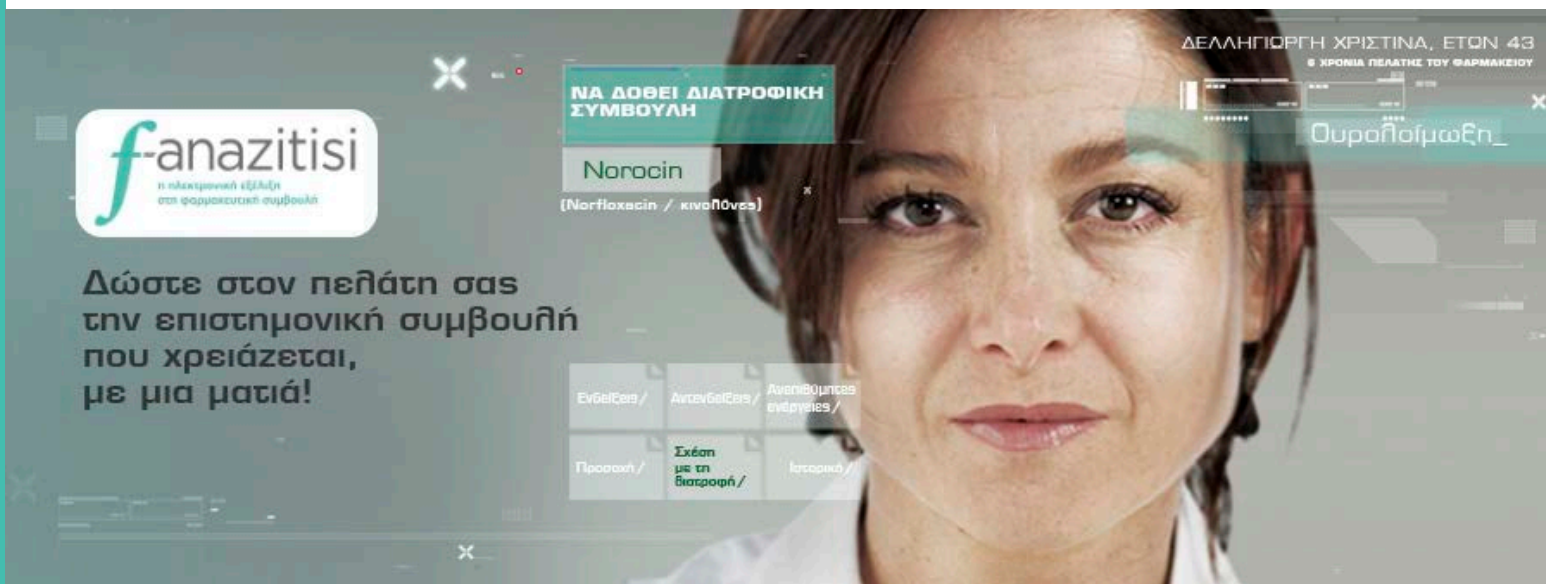 f-anazitisi
η ηλεκτρονική εξέλιξη
στη φαρμακευτική συμβουλή
Δώστε στον πελάτη σας
την επιστημονική συμβουλή
που χρειάζεται,
με μια ματιά!
ΝΑ ΔΟΘΕΙ ΔΙΑΤΡΟΦΙΚΗ
ΣΥΜΒΟΥΛΗ
Norocin
(Norfloxacin / κινολόνες)
Ενδείξεις /
Αντενδείξεις /
Ανεπιθύμητες
ενέργειες /
Προσοχή /
Σχέση
με τη
διατροφή /
Ιστορικό /
ΔΕΛΛΗΓΙΩΡΓΗ ΧΡΙΣΤΙΝΑ, ΕΤΩΝ 43
6 ΧΡΟΝΙΑ ΠΕΛΑΤΗΣ ΤΟΥ ΦΑΡΜΑΚΕΙΟΥ
Ουρολοίμωξη_